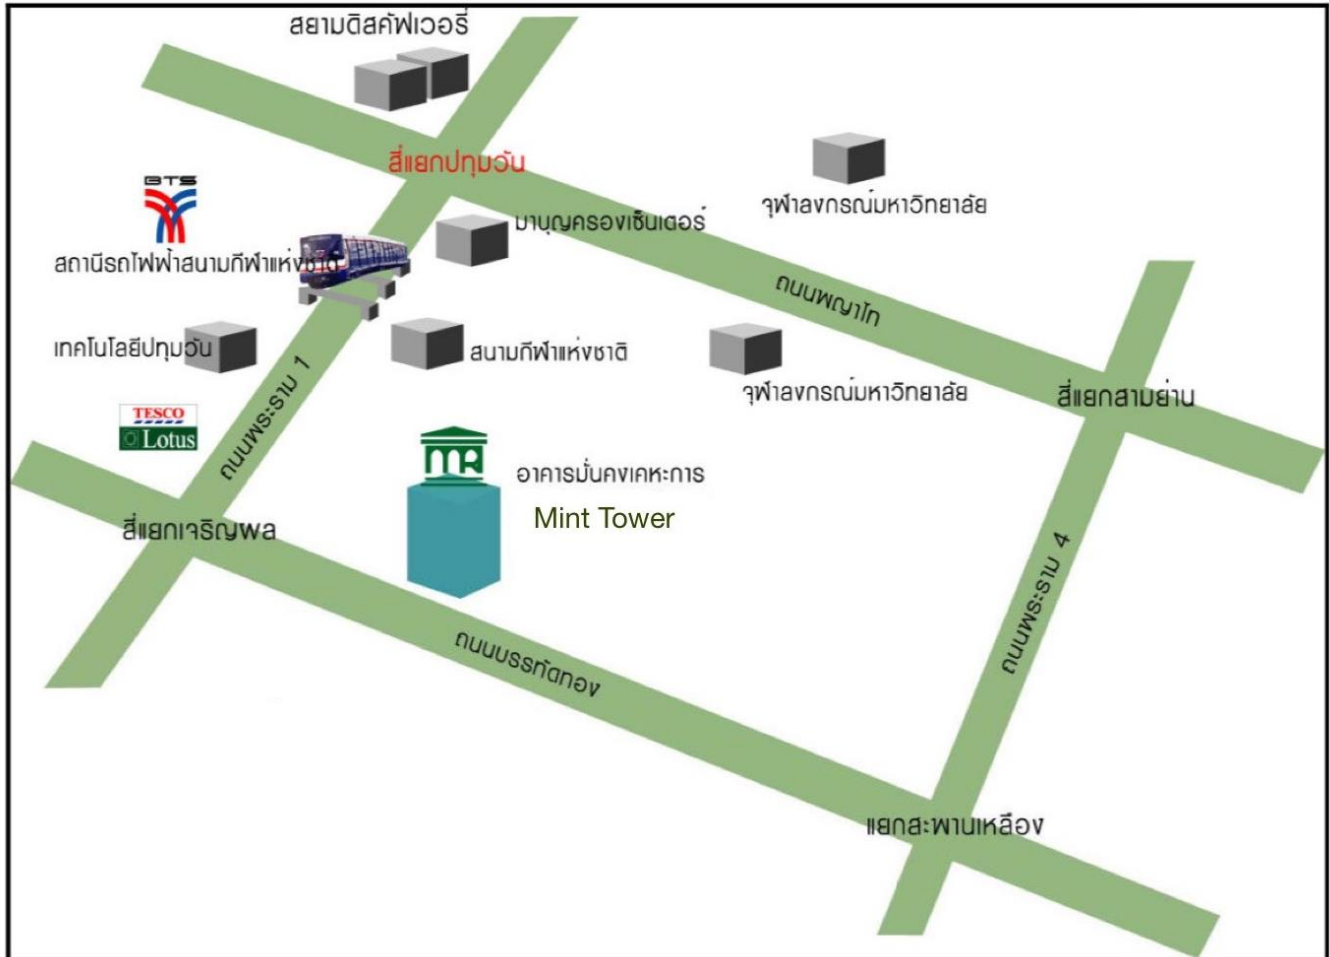 สยามดิสคัฟเวอรี่
สี่แยกปทุมวัน
BTS
จุฬาลงกรณ์มหาวิทยาลัย
มาบุญครองเซ็นเตอร์
สถานีรถไฟฟ้าสนามกีฬาแห่งชาติ
ถนนพญาไท
เทคโนโลยีปทุมวัน
สนามกีฬาแห่งชาติ
จุฬาลงกรณ์มหาวิทยาลัย
สี่แยกสามย่าน
ถนนพระราม 1
TESCO
Lotus
อาคารมั่นคงเคหะการ
Mint Tower
สี่แยกเจริญผล
ถนนพระราม 4
ถนนบรรทัดทอง
แยกสะพานเหลือง